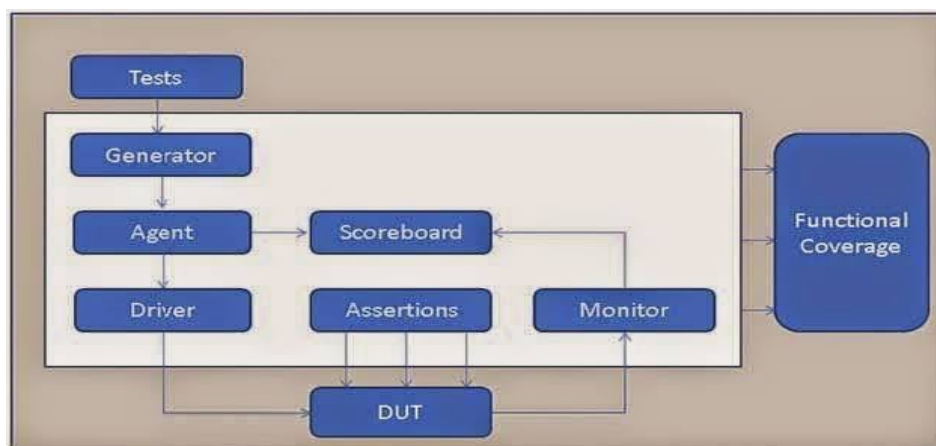 Tests
Generator
Agent
Scoreboard
Functional
Coverage
Driver
Assertions
Monitor
DUT